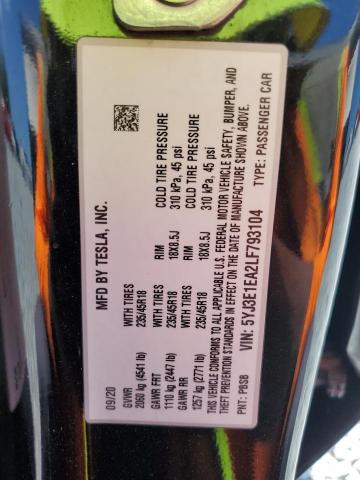 MFD BY TESLA, INC.
09/20
GVWR WITH TIRES RIM COLD TIRE PRESSURE
2060 kg (4541 lb) 235/45R18 18X8.5J 310 kPa, 45 psi
GAWR FRT WITH TIRES RIM COLD TIRE PRESSURE
1110 kg (2447 lb) 235/45R18 18X8.5J 310 kPa, 45 psi
GAWR RR
1257 kg (2771 lb)
THIS VEHICLE CONFORMS TO ALL APPLICABLE U.S. FEDERAL MOTOR VEHICLE SAFETY, BUMPER, AND
THEFT PREVENTION STANDARDS IN EFFECT ON THE DATE OF MANUFACTURE SHOWN ABOVE.
VIN: 5YJ3E1EA2LF793104 TYPE: PASSENGER CAR
PNT: PBSB